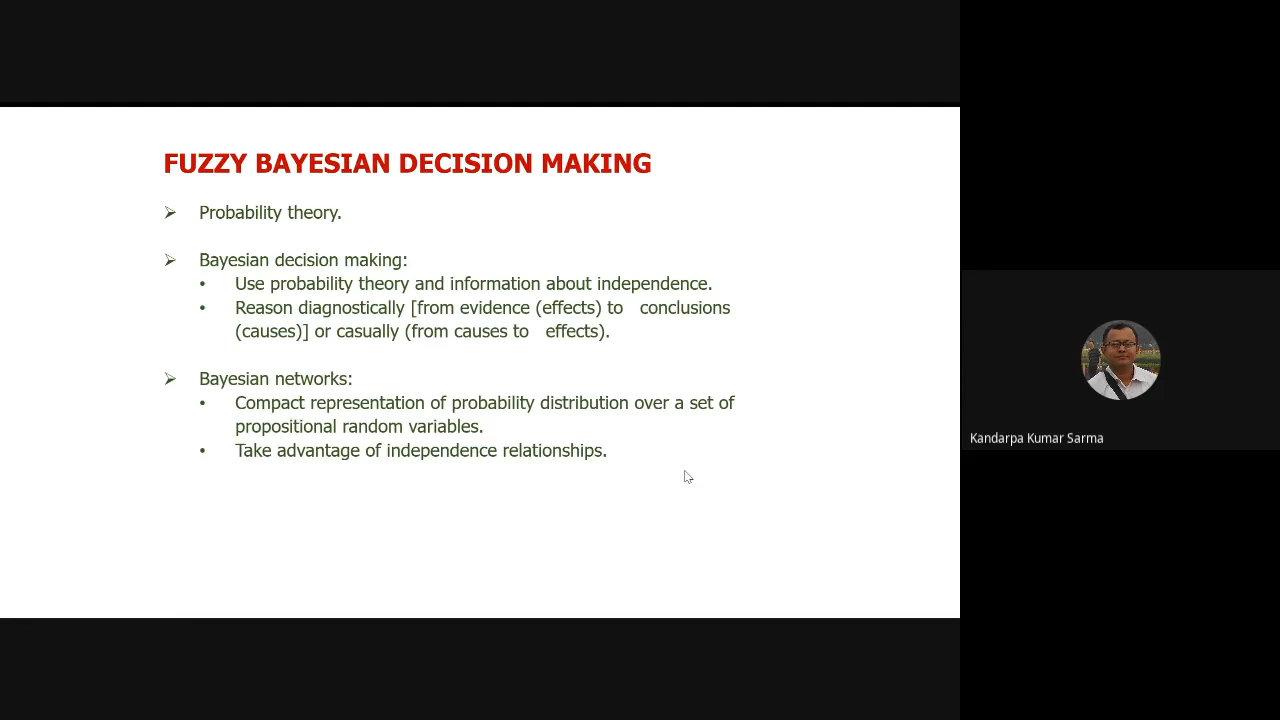 FUZZY BAYESIAN DECISION MAKING
➢ Probability theory.
➢ Bayesian decision making:
• Use probability theory and information about independence.
• Reason diagnostically [from evidence (effects) to conclusions
(causes)] or casually (from causes to effects).
➢ Bayesian networks:
• Compact representation of probability distribution over a set of
propositional random variables.
• Take advantage of independence relationships.
Kandarpa Kumar Sarma